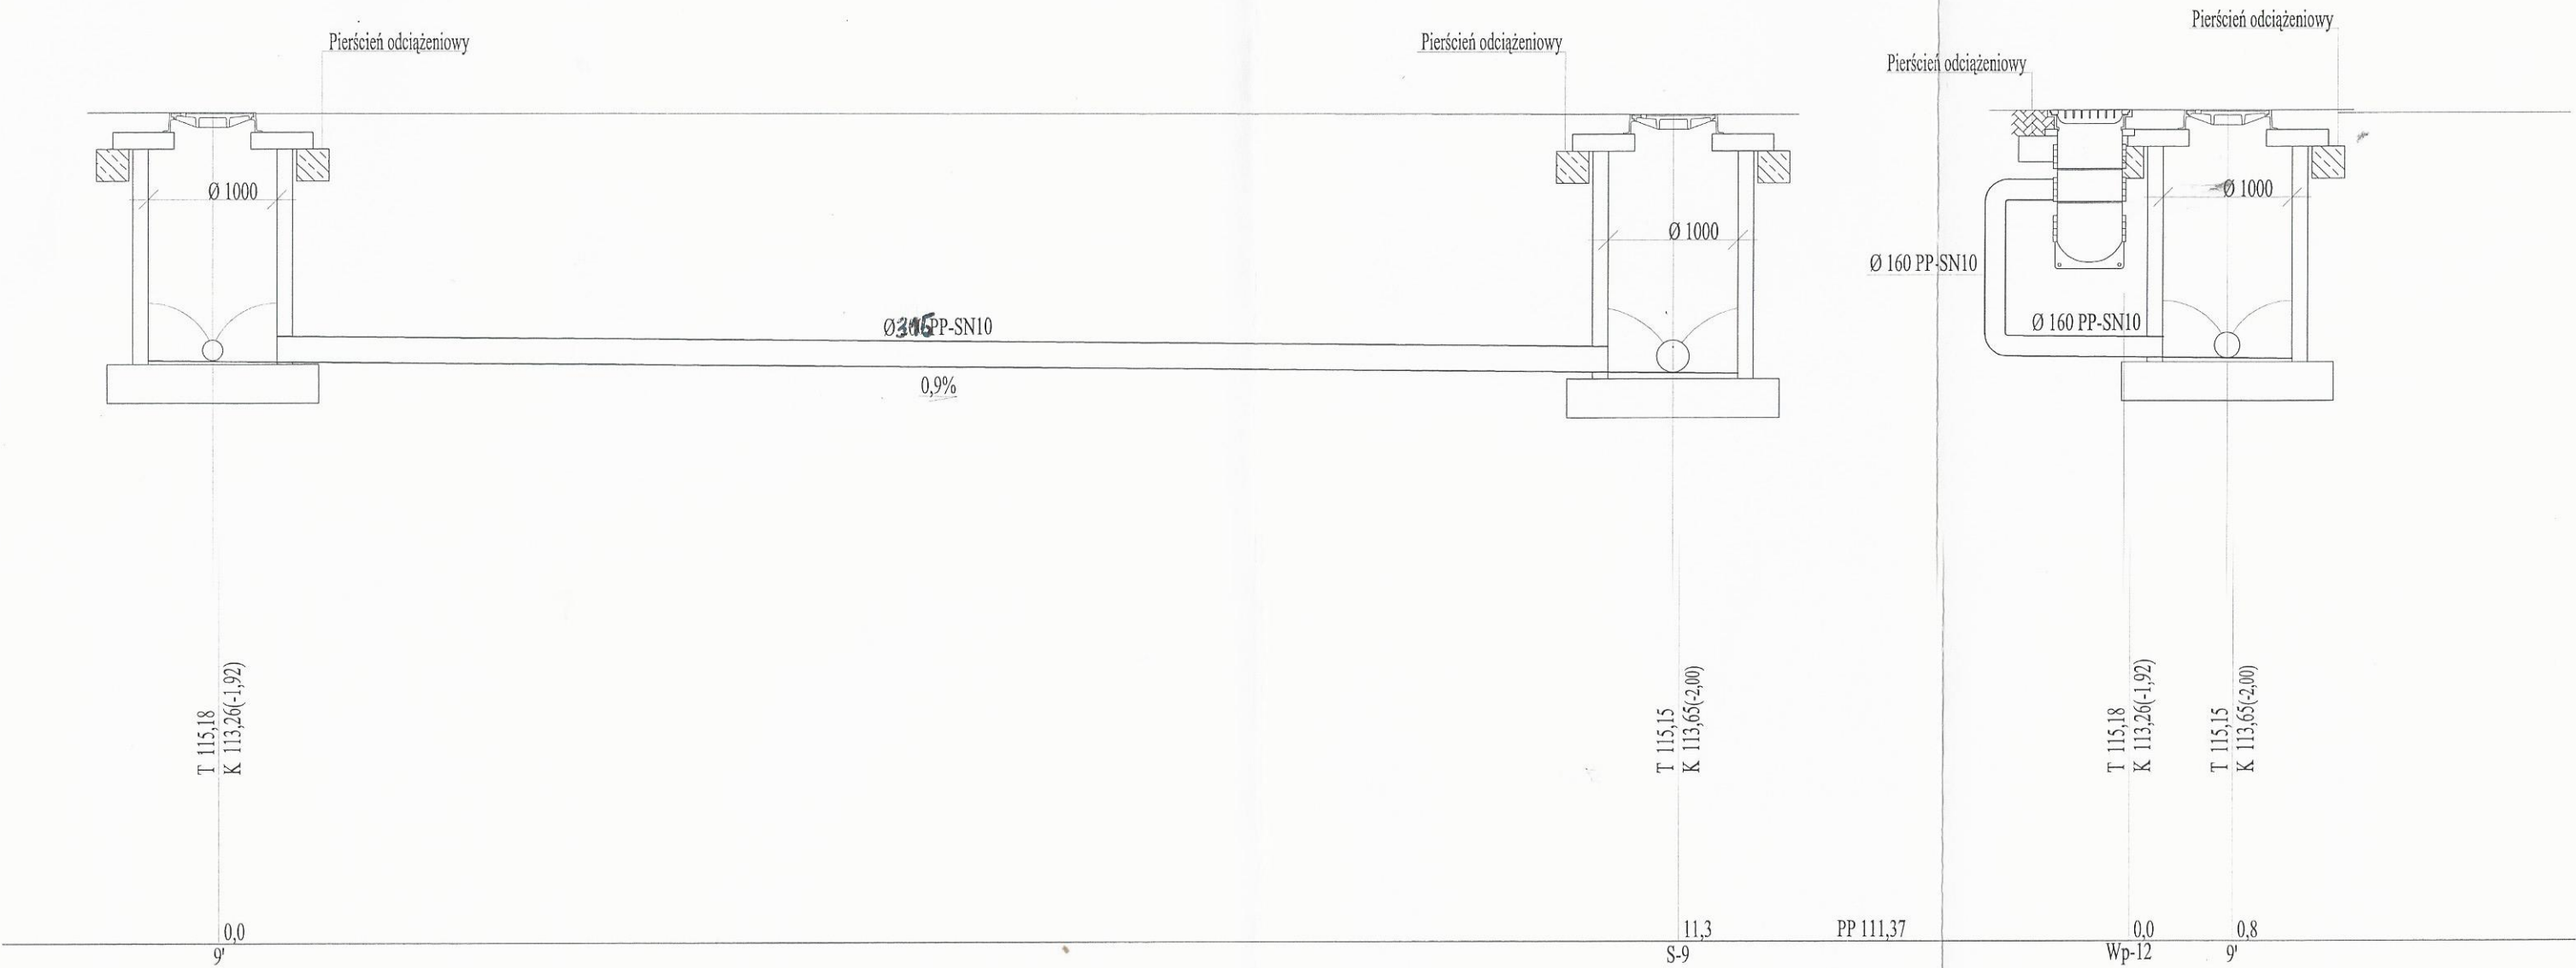 Pierścień odciążeniowy
Pierścień odciążeniowy
Pierścień odciążeniowy
Pierścień odciążeniowy
Ø 1000
Ø 1000
Ø 1000
Ø 160 PP-SN10
Ø 315 PP-SN10
Ø 160 PP-SN10
0,9%
T 115,18
K 113,26(-1,92)
T 115,15
K 113,65(-2,00)
T 115,18
K 113,26(-1,92)
T 115,15
K 113,65(-2,00)
0,0
11,3
PP 111,37
0,0
0,8
9'
S-9
Wp-12
9'